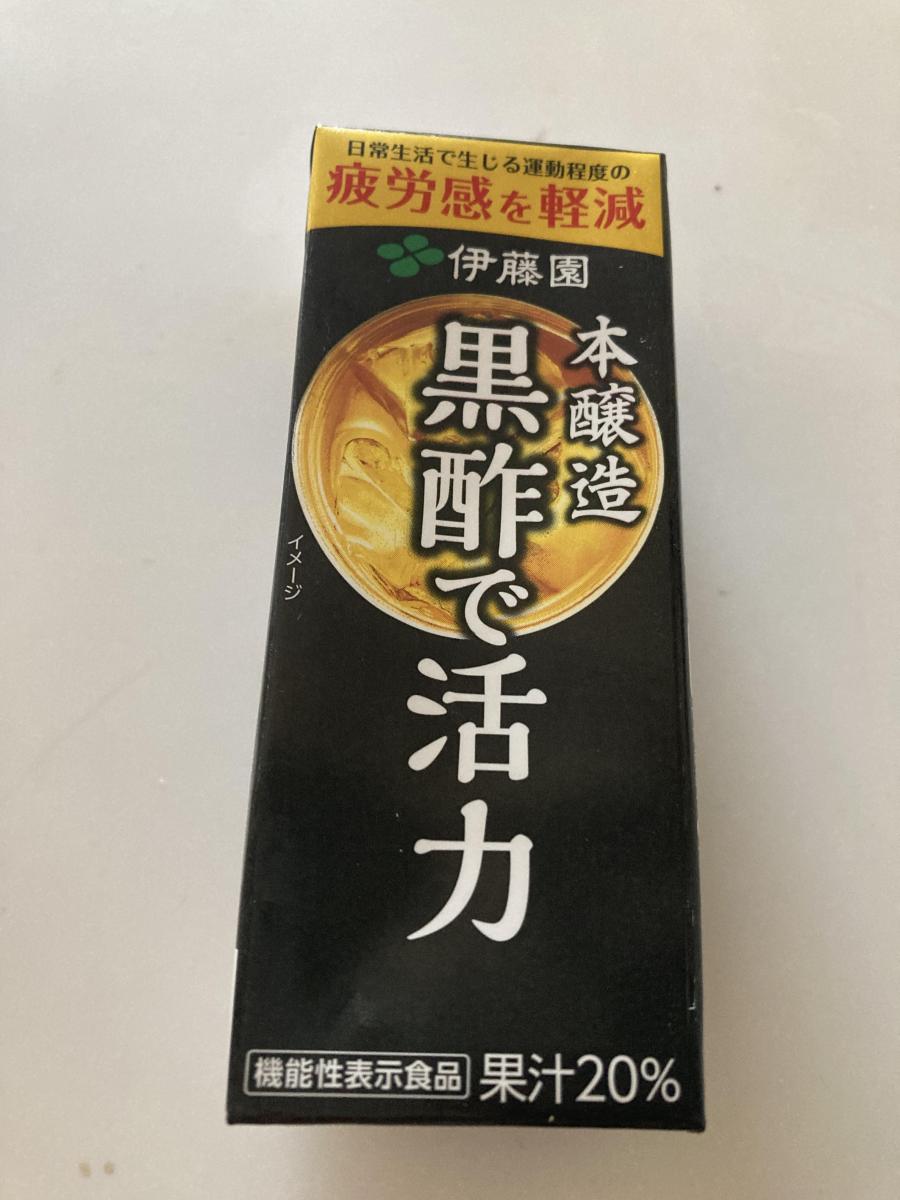 日常生活で生じる運動程度の
疲労感を軽減
伊藤園
本醸造
黒酢で活力
イメージ
機能性表示食品 果汁20%